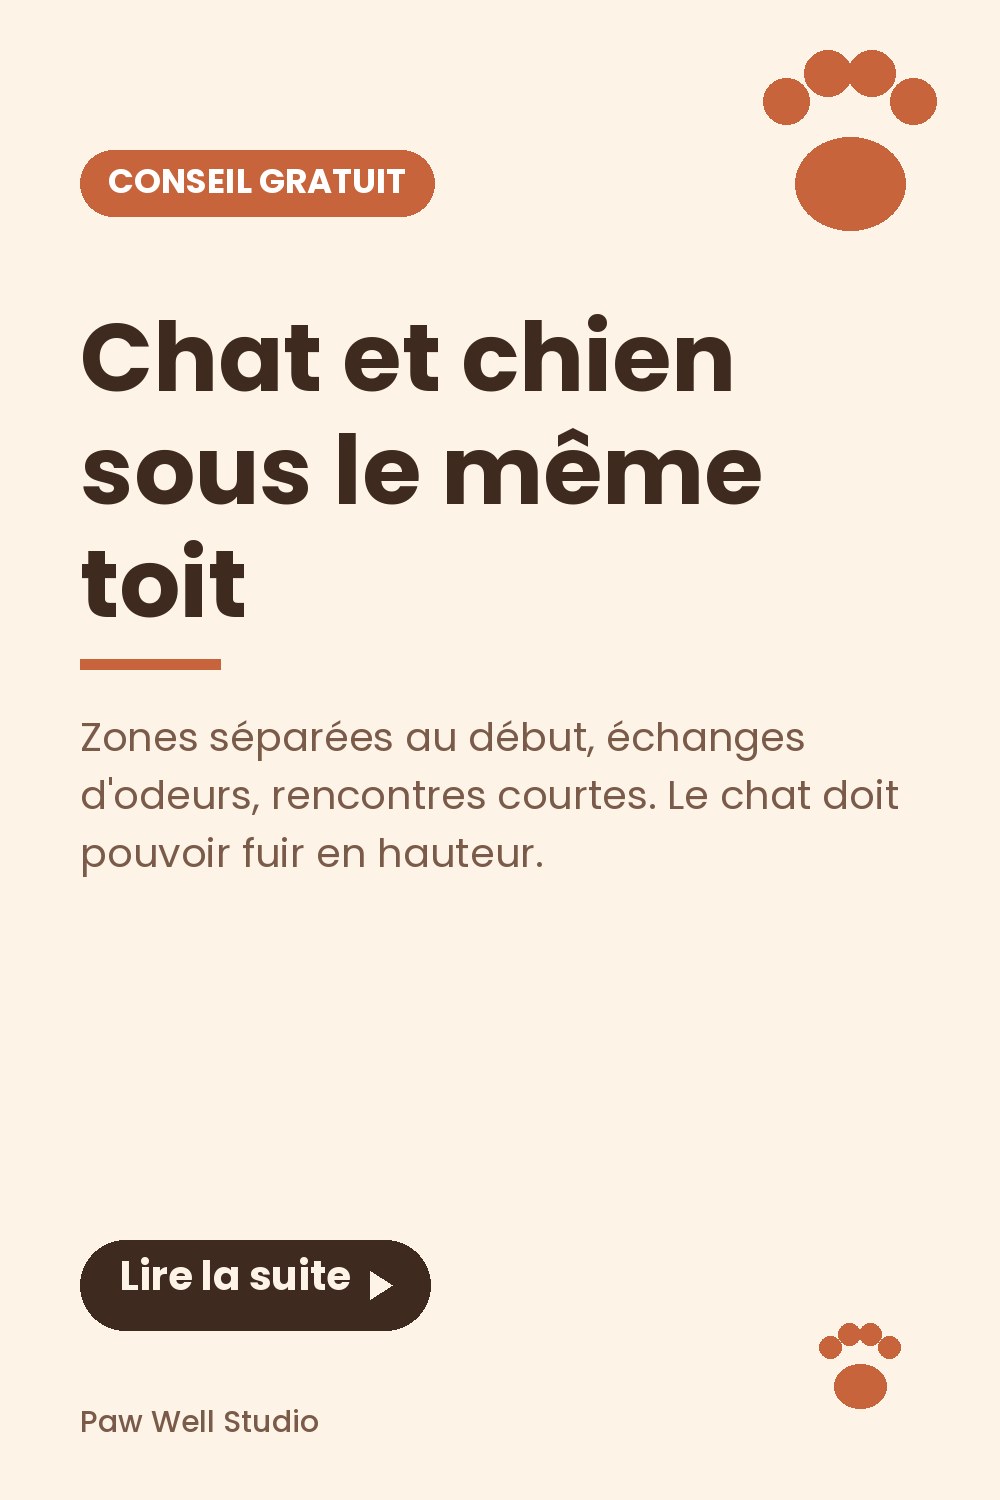 CONSEIL GRATUIT
Chat et chien
sous le même
toit
Zones séparées au début, échanges
d'odeurs, rencontres courtes. Le chat doit
pouvoir fuir en hauteur.
Lire la suite
Paw Well Studio